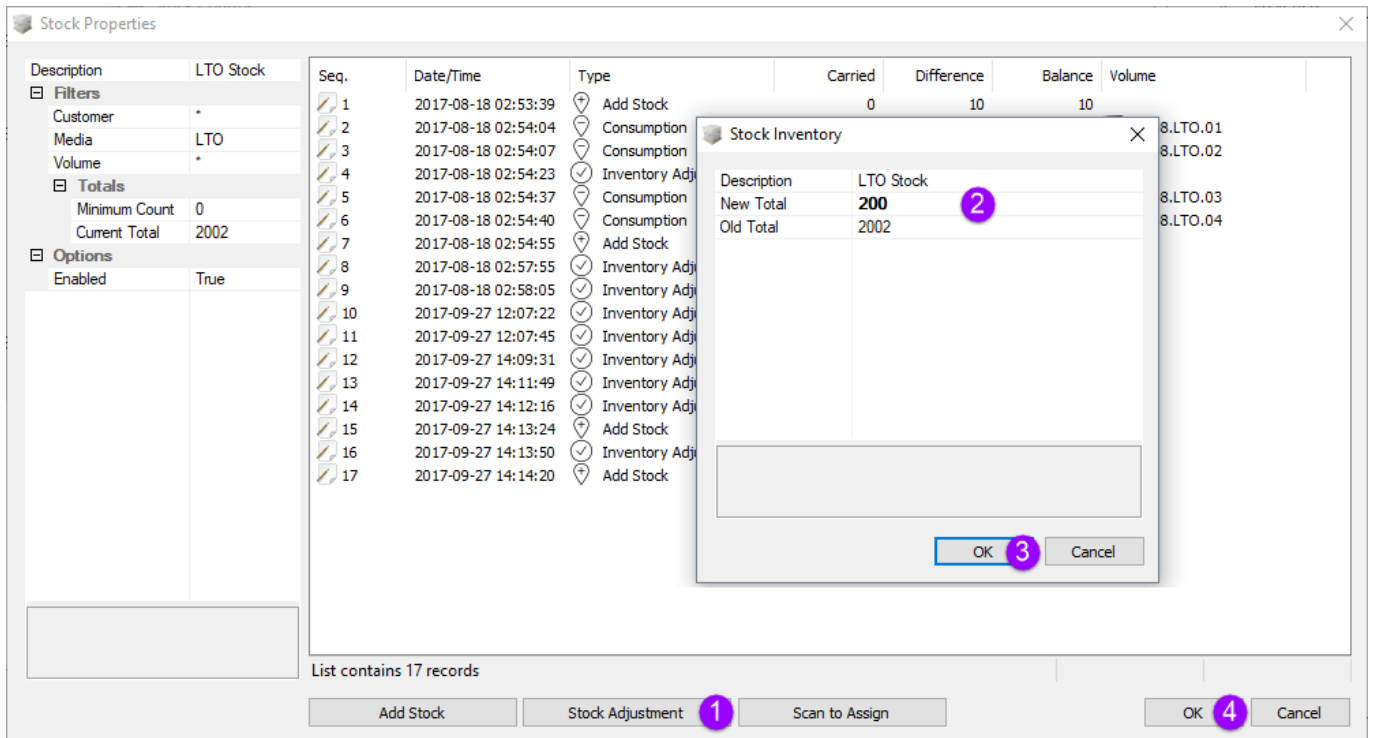 Stock Properties
Description LTO Stock
Filters
Customer *
Media LTO
Volume *
Totals
Minimum Count 0
Current Total 2002
Options
Enabled True
Seq. Date/Time Type Carried Difference Balance Volume
1 2017-08-18 02:53:39 Add Stock 0 10 10
2 2017-08-18 02:54:04 Consumption 8.LTO.01
3 2017-08-18 02:54:07 Consumption 8.LTO.02
4 2017-08-18 02:54:23 Inventory Adj
5 2017-08-18 02:54:37 Consumption 8.LTO.03
6 2017-08-18 02:54:40 Consumption 8.LTO.04
7 2017-08-18 02:54:55 Add Stock
8 2017-08-18 02:57:55 Inventory Adj
9 2017-08-18 02:58:05 Inventory Adj
10 2017-09-27 12:07:22 Inventory Adj
11 2017-09-27 12:07:45 Inventory Adj
12 2017-09-27 14:09:31 Inventory Adj
13 2017-09-27 14:11:49 Inventory Adj
14 2017-09-27 14:12:16 Inventory Adj
15 2017-09-27 14:13:24 Add Stock
16 2017-09-27 14:13:50 Inventory Adj
17 2017-09-27 14:14:20 Add Stock
Stock Inventory
Description LTO Stock
New Total 200 2
Old Total 2002
OK 3 Cancel
List contains 17 records
Add Stock Stock Adjustment 1 Scan to Assign OK 4 Cancel